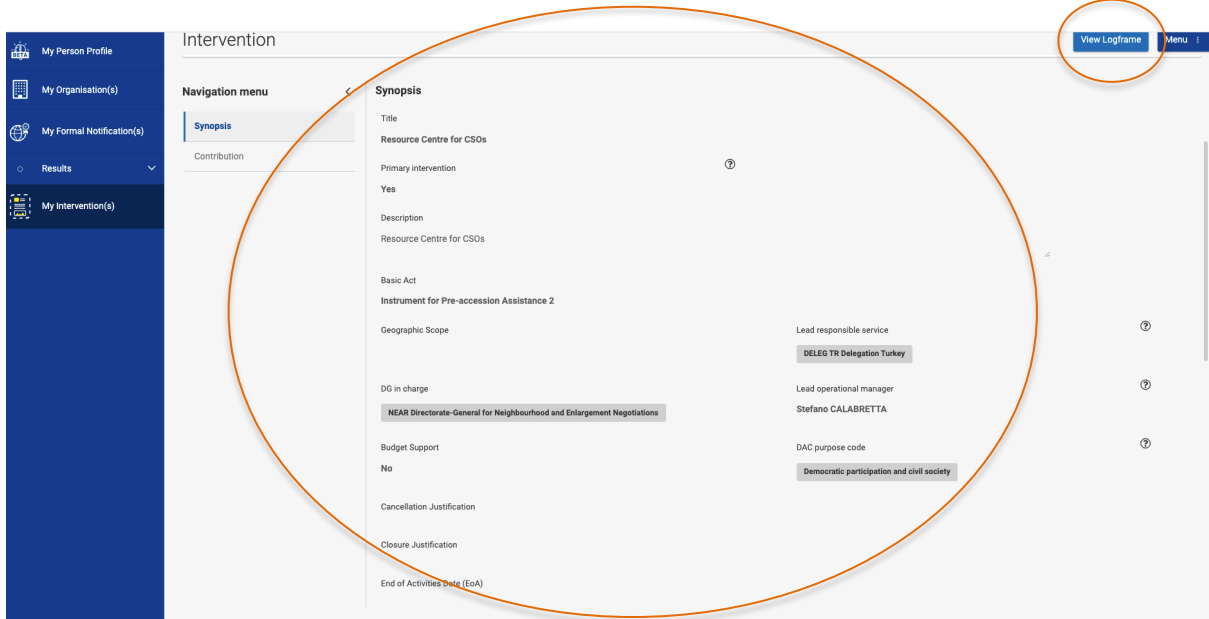 Intervention
View Logframe
Menu
BETA
My Person Profile
My Organisation(s)
My Formal Notification(s)
Results
My Intervention(s)
Navigation menu
Synopsis
Contribution
Synopsis
Title
Resource Centre for CSOs
Primary intervention
Yes
Description
Resource Centre for CSOs
Basic Act
Instrument for Pre-accession Assistance 2
Geographic Scope
Lead responsible service
DELEG TR Delegation Turkey
DG in charge
Lead operational manager
NEAR Directorate-General for Neighbourhood and Enlargement Negotiations
Stefano CALABRETTA
Budget Support
DAC purpose code
No
Democratic participation and civil society
Cancellation Justification
Closure Justification
End of Activities Date (EoA)